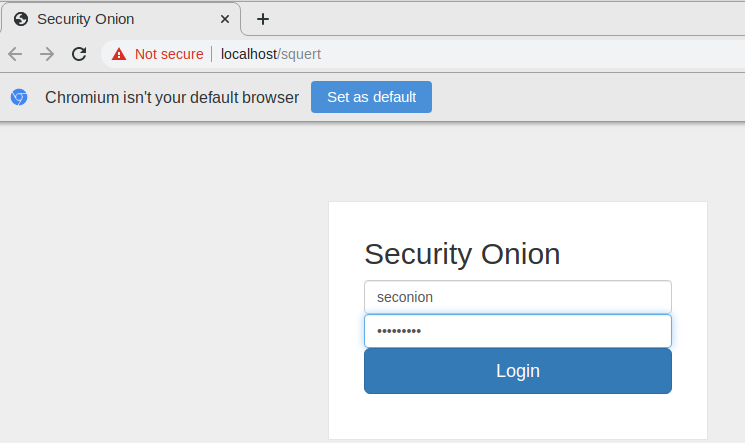 Security Onion
Not secure | localhost/squert
Chromium isn't your default browser Set as default
Security Onion
seconion
•••••••••
Login